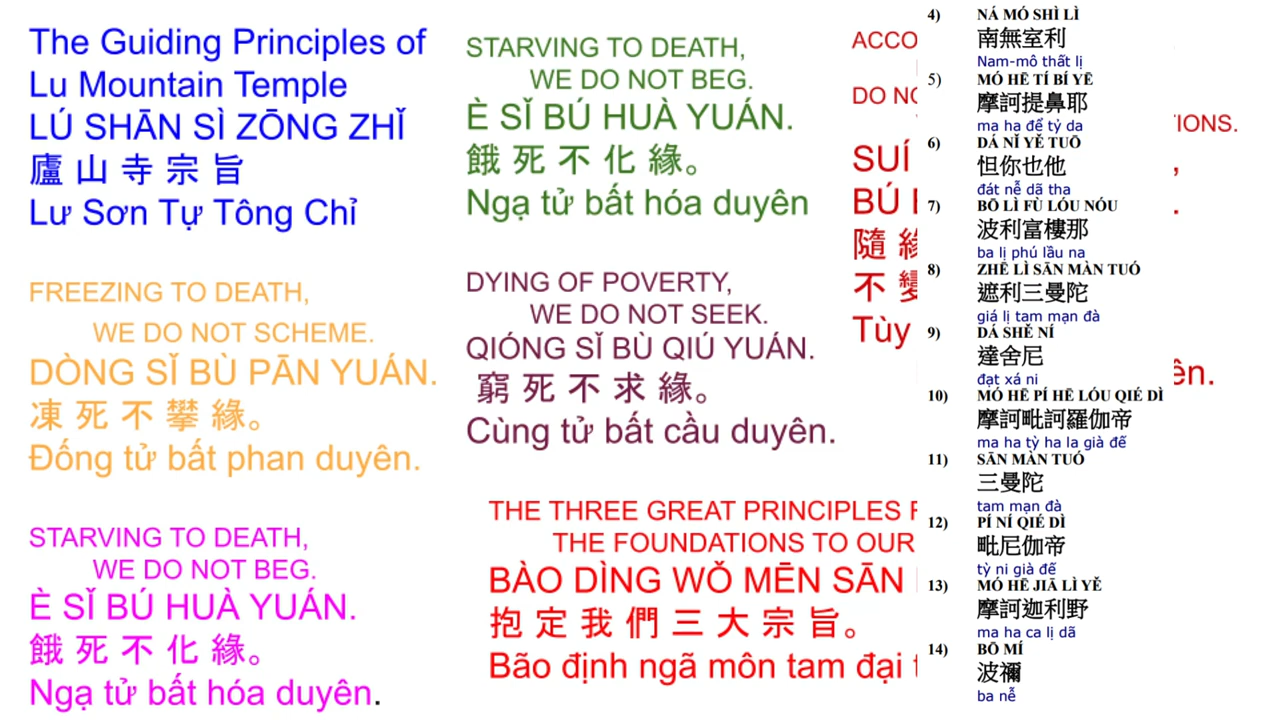 The Guiding Principles of
Lu Mountain Temple
LÚ SHĀN SÌ ZŌNG ZHǏ
廬 山 寺 宗 旨
Lư Sơn Tự Tông Chỉ
FREEZING TO DEATH,
WE DO NOT SCHEME.
DÒNG SǏ BÙ PĀN YUÁN.
凍 死 不 攀 緣。
Đống tử bất phan duyên.
STARVING TO DEATH,
WE DO NOT BEG.
È SǏ BÚ HUÀ YUÁN.
餓 死 不 化 緣。
Ngạ tử bất hóa duyên.
STARVING TO DEATH,
WE DO NOT BEG.
È SǏ BÚ HUÀ YUÁN.
餓 死 不 化 緣。
Ngạ tử bất hóa duyên
DYING OF POVERTY,
WE DO NOT SEEK.
QIÓNG SǏ BÙ QIÚ YUÁN.
窮 死 不 求 緣。
Cùng tử bất cầu duyên.
THE THREE GREAT PRINCIPLES
THE FOUNDATIONS TO OUR
BÀO DÌNG WǑ MĒN SĀN
抱 定 我 們 三 大 宗 旨。
Bão định ngã môn tam đại
ACCO
DO NO
TIONS.
SUÍ
,
BÚ
.
隨 緣
不 變
Tùy
ên.
4) NÁ MÓ SHÌ LÌ
南無室利
Nam-mô thất lị
5) MÓ HĒ TÍ BÍ YĒ
摩訶提鼻耶
ma ha để tỷ da
6) DÁ NǏ YĚ TUŌ
怛你也他
đát nễ dã tha
7) BŌ LÌ FÙ LÓU NÓU
波利富樓那
ba lị phú lầu na
8) ZHĒ LÌ SĀN MÀN TUÓ
遮利三曼陀
giá lị tam mạn đà
9) DÁ SHĚ NÍ
達舍尼
đạt xá ni
10) MÓ HĒ PÍ HĒ LÓU QIÉ DÌ
摩訶毗訶羅伽帝
ma ha tỳ ha la già đế
11) SĀN MÀN TUÓ
三曼陀
tam mạn đà
12) PÍ NÍ QIÉ DÌ
毗尼伽帝
tỳ ni già đế
13) MÓ HĒ JIĀ LÌ YĚ
摩訶迦利野
ma ha ca lị dã
14) BŌ MÍ
波禰
ba nễ